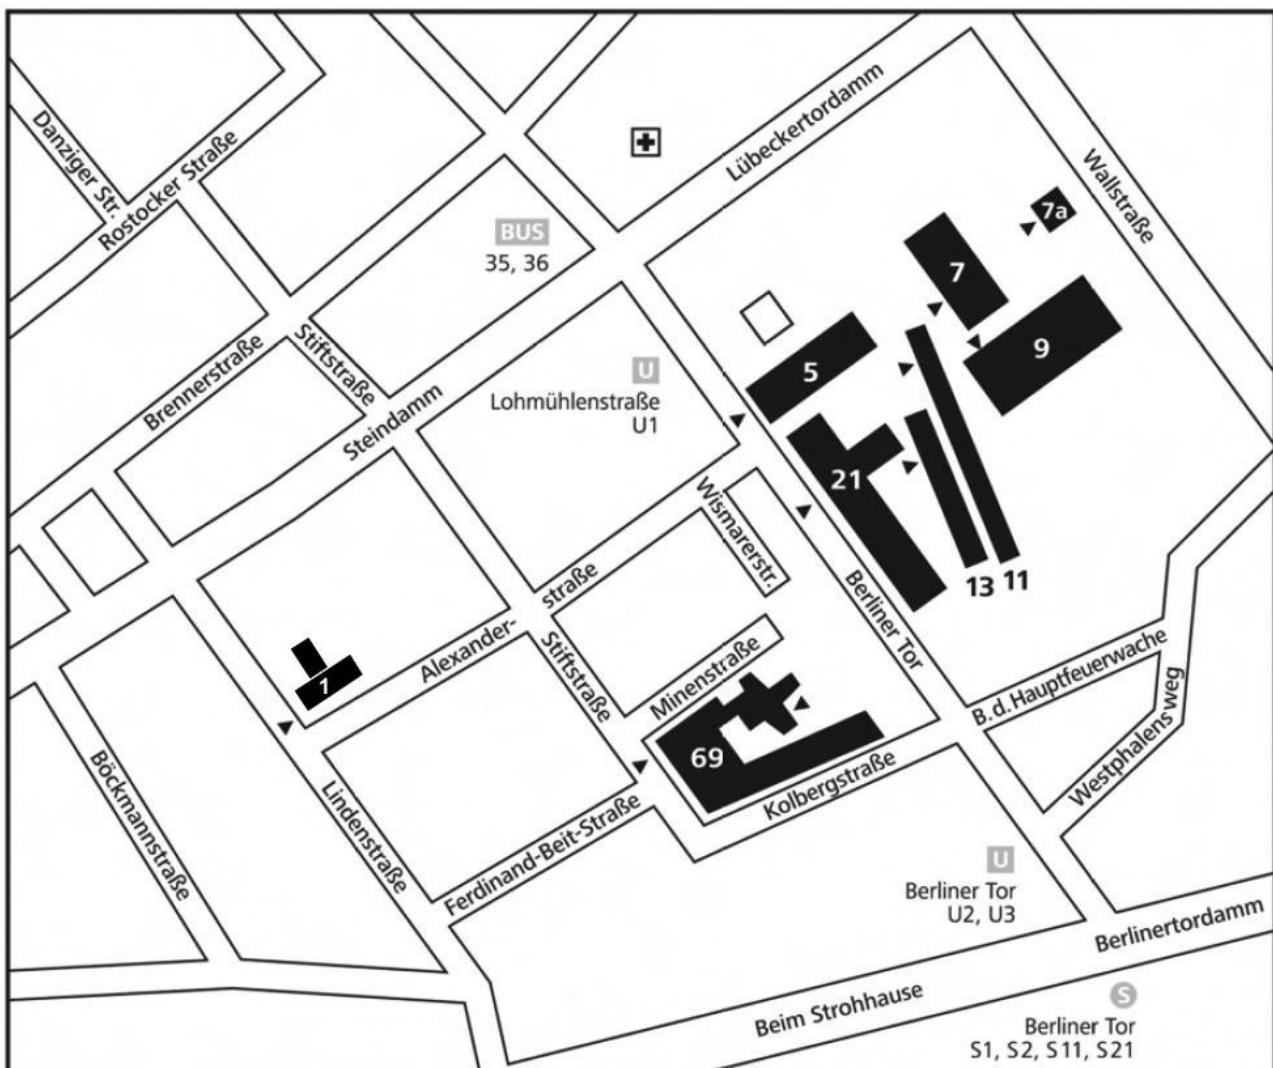 Danziger Str.
Rostocker Straße
Lübeckertordamm
Wallstraße
7a
BUS
35, 36
7
Stiftstraße
Brennerstraße
9
5
U
Lohmühlenstraße
U1
Steindamm
21
Wismarerstr.
13
11
straße
Berliner Tor
Alexander-
Stiftstraße
Minenstraße
B.d.Hauptfeuerwache
1
Westphalensweg
69
Kolbergstraße
Böckmannstraße
Lindenstraße
Ferdinand-Beit-Straße
U
Berliner Tor
U2, U3
Berlinertordamm
Beim Strohhause
S
Berliner Tor
S1, S2, S11, S21